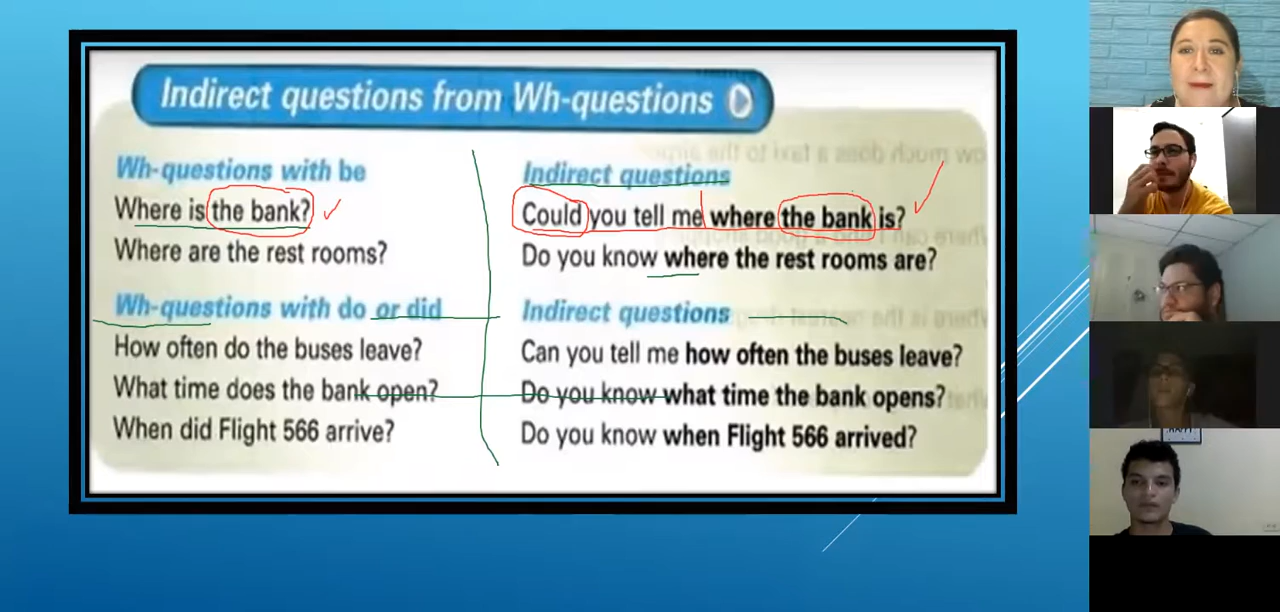 Indirect questions from Wh-questions
Wh-questions with be
Where is the bank?
Where are the rest rooms?
Wh-questions with do or did
How often do the buses leave?
What time does the bank open?
When did Flight 566 arrive?
Indirect questions
Could you tell me where the bank is?
Do you know where the rest rooms are?
Indirect questions
Can you tell me how often the buses leave?
Do you know what time the bank opens?
Do you know when Flight 566 arrived?